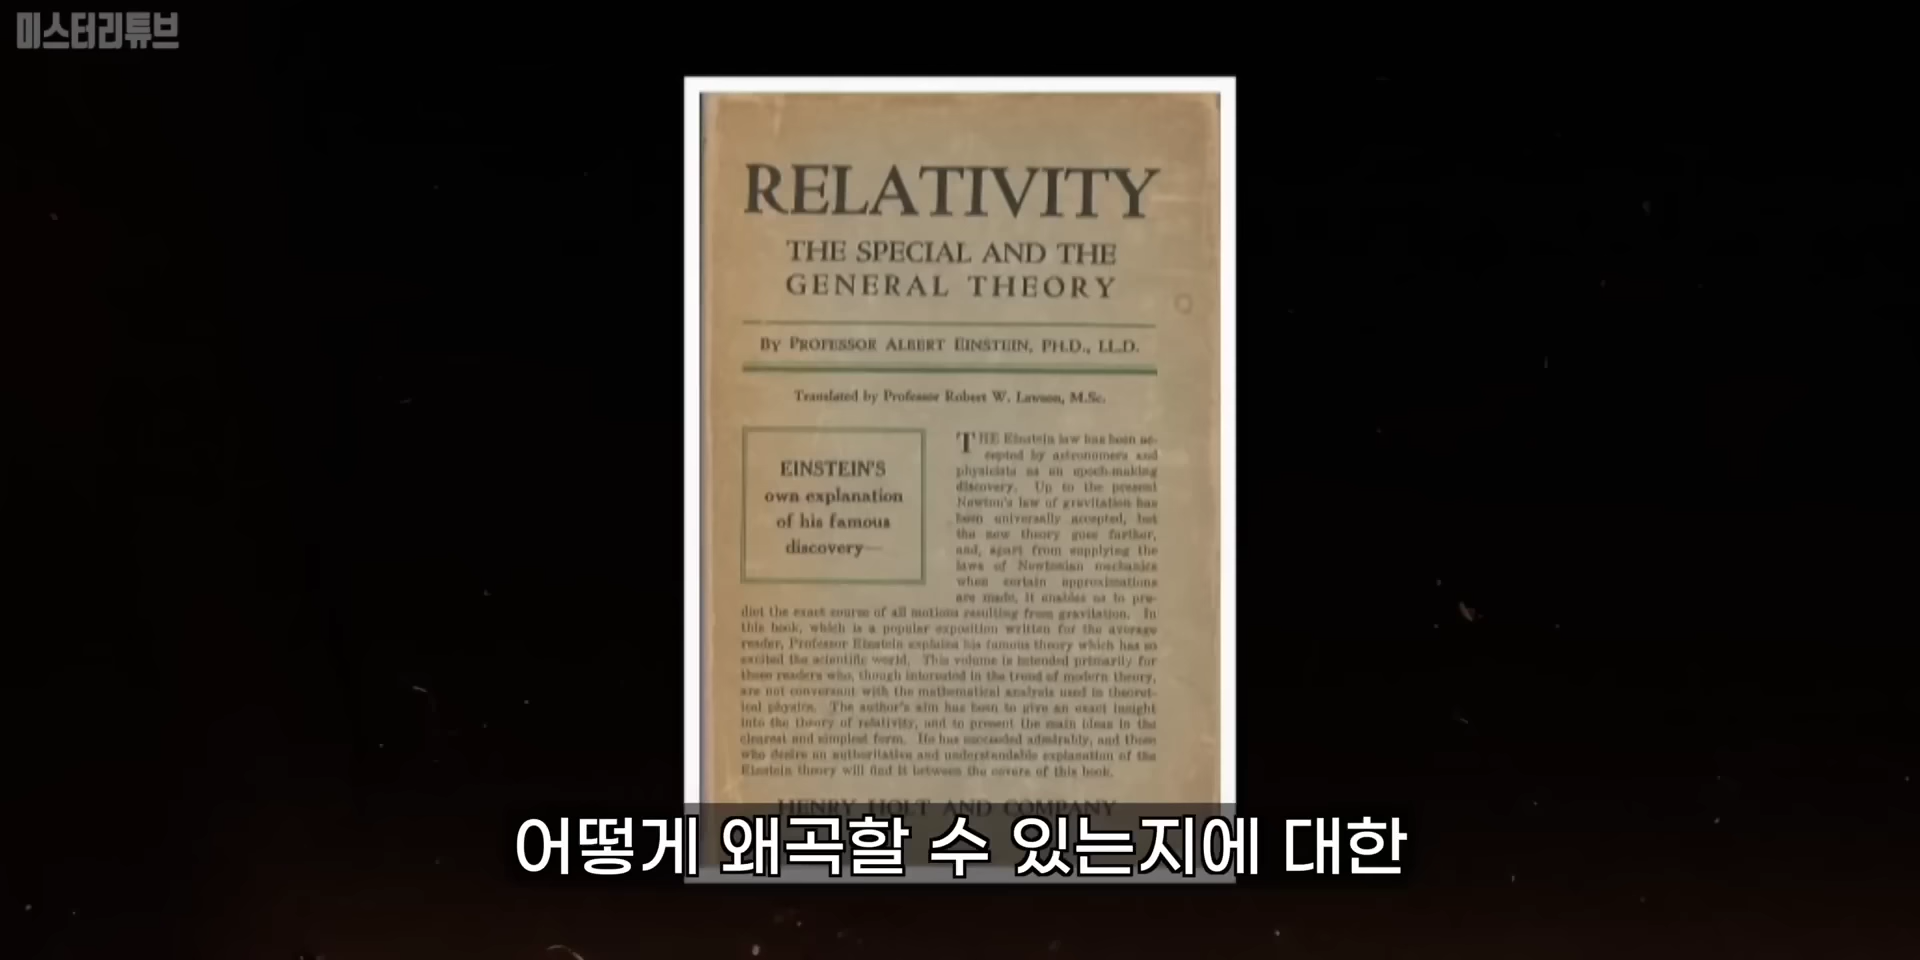 미스터리튜브
RELATIVITY
THE SPECIAL AND THE
GENERAL THEORY
By PROFESSOR ALBERT EINSTEIN, PH.D., LL.D.
Translated by Professor Robert W. Lawson, M.Sc.
EINSTEIN'S
own explanation
of his famous
discovery—
THE Einstein law has been ac-
cepted by astronomers and
physicists as an epoch-making
discovery. Up to the present
Newton's law of gravitation has
been universally accepted, but
the new theory goes farther,
and, apart from supplying the
laws of Newtonian mechanics
when certain approximations
are made, it enables us to pre-
dict the exact course of all motions resulting from gravitation. In
this book, which is a popular exposition written for the average
reader, Professor Einstein explains his famous theory which has so
excited the scientific world. This volume is intended primarily for
those readers who, though interested in the trend of modern theory,
are not conversant with the mathematical analysis used in theoret-
ical physics. The author's aim has been to give an exact insight
into the theory of relativity, and to present the main ideas in the
clearest and simplest form. He has succeeded admirably, and those
who desire an authoritative and understandable explanation of the
Einstein theory will find it between the covers of this book.
HENRY HOLT AND COMPANY
어떻게 왜곡할 수 있는지에 대한